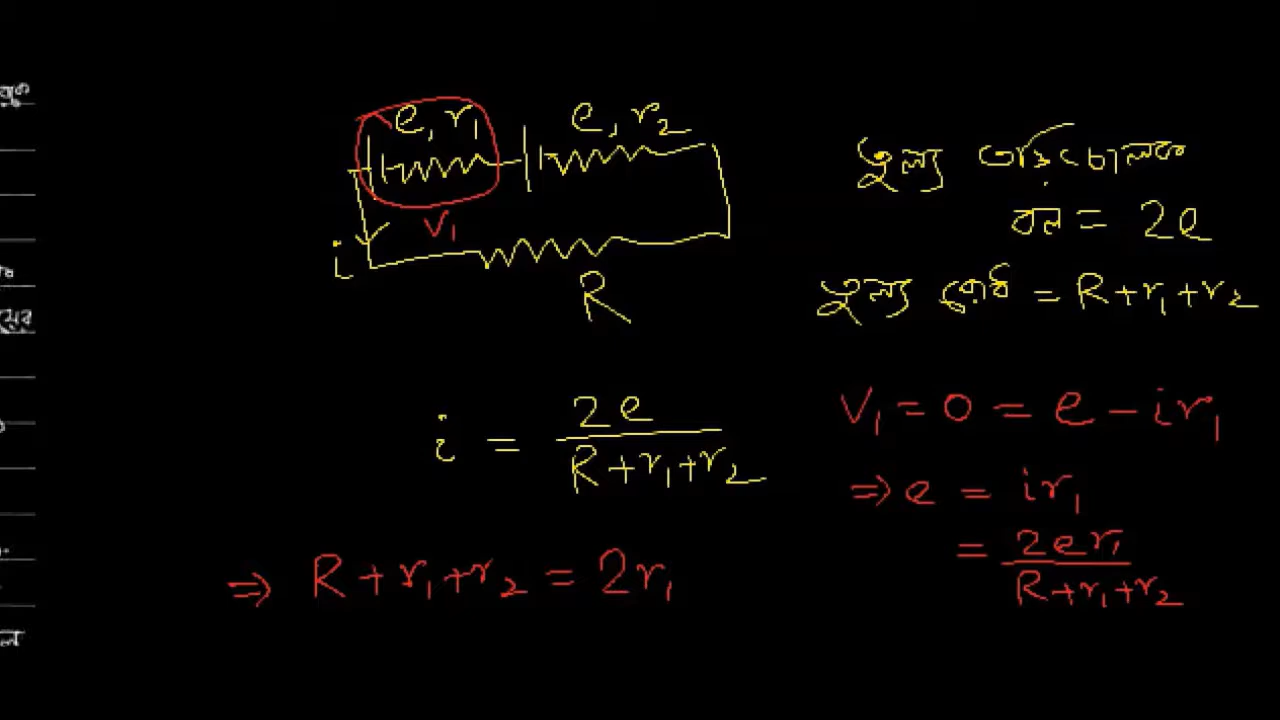 e, r₁
e, r₂
V₁
i
R
তুল্য তড়িৎচালক
বল = 2e
তুল্য রোধ = R+r₁+r₂
i = 2e / R+r₁+r₂
V₁ = 0 = e - ir₁
⇒ e = ir₁
= 2er₁ / R+r₁+r₂
⇒ R+r₁+r₂ = 2r₁